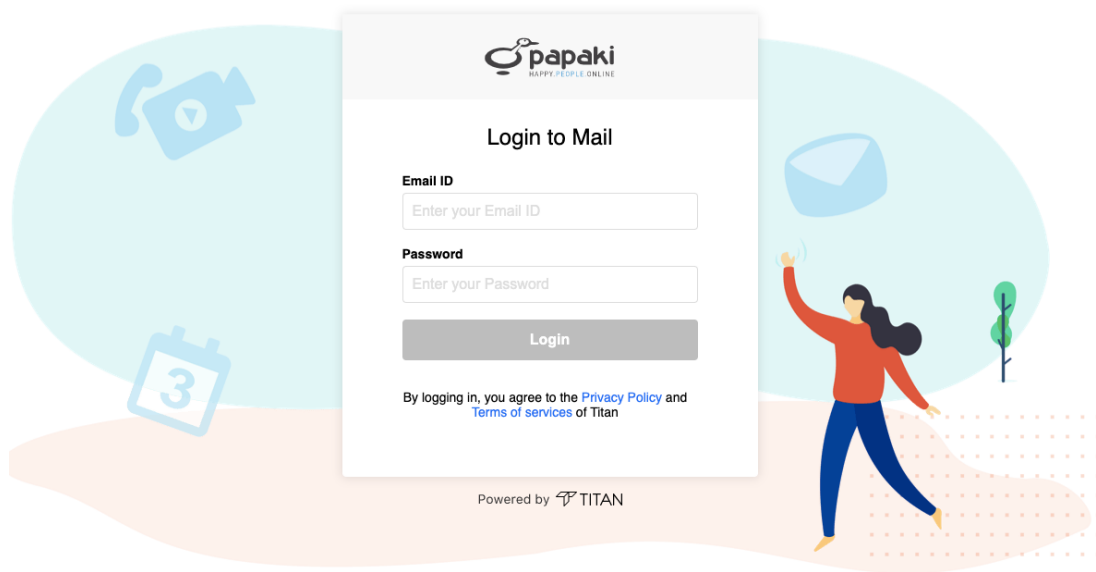 papaki
HAPPY.PEOPLE.ONLINE
Login to Mail
Email ID
Enter your Email ID
Password
Enter your Password
Login
By logging in, you agree to the Privacy Policy and
Terms of services of Titan
Powered by TITAN
3